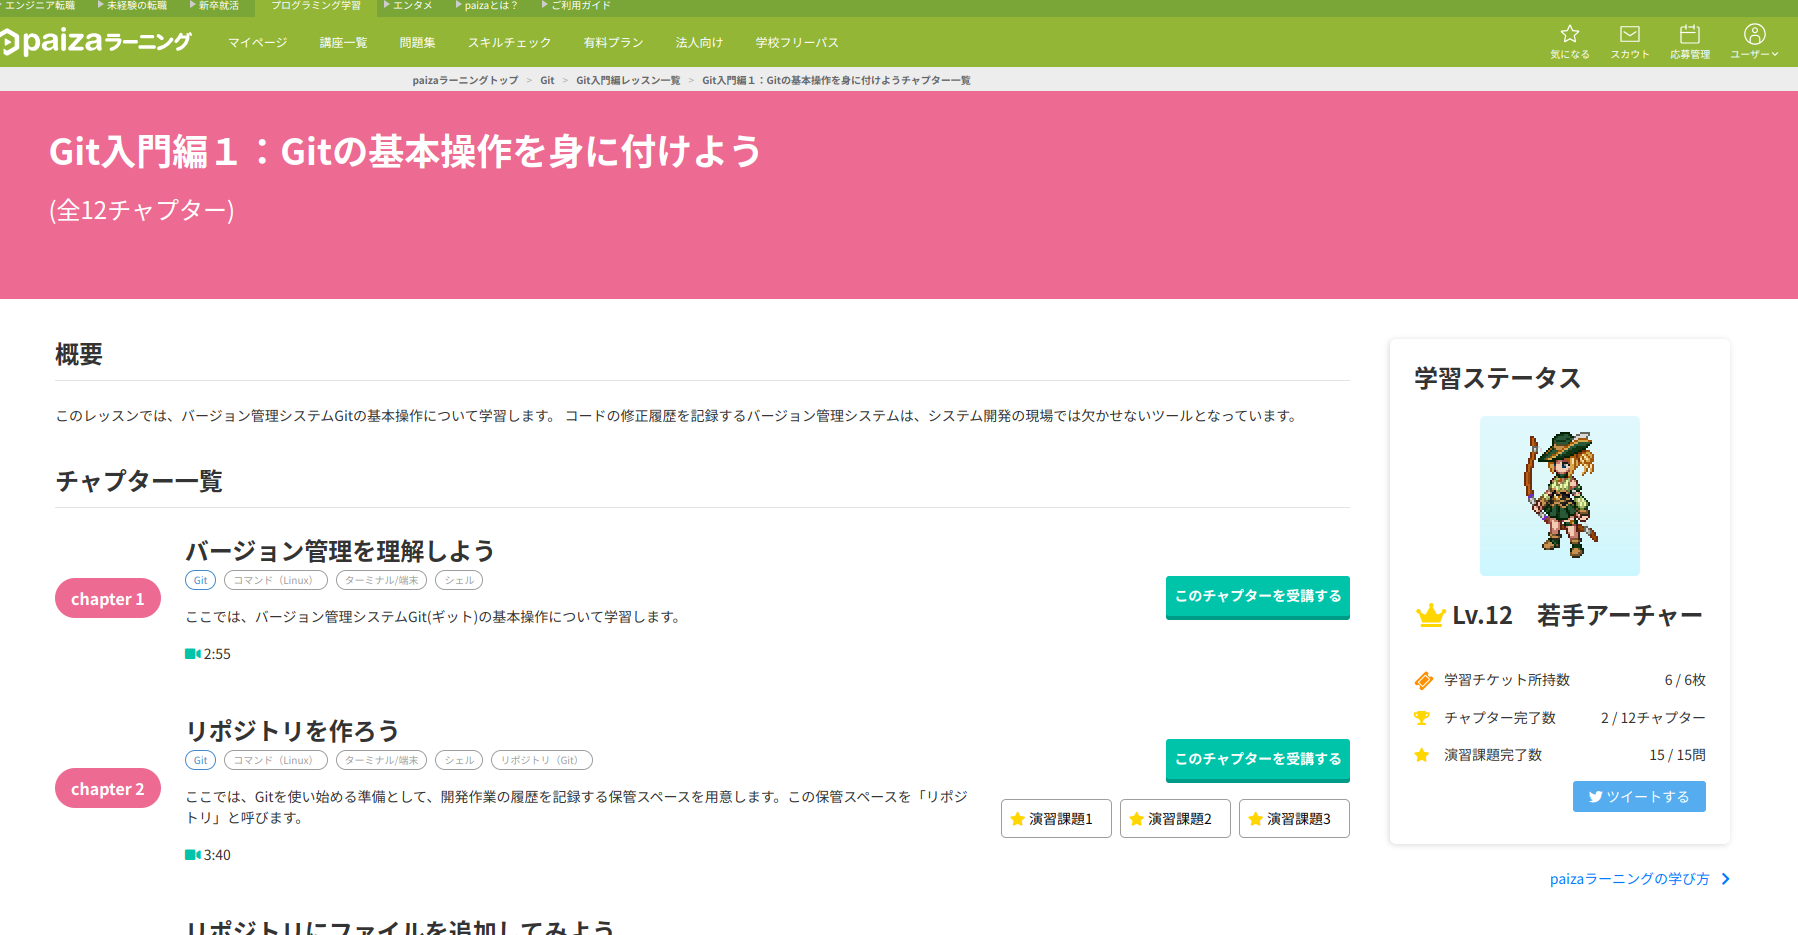 エンジニア転職 未経験の転職 新卒就活 プログラミング学習 エンタメ paizaとは？ ご利用ガイド
paizaラーニング マイページ 講座一覧 問題集 スキルチェック 有料プラン 法人向け 学校フリーパス 気になる スカウト 応募管理 ユーザー
paizaラーニングトップ > Git > Git入門編レッスン一覧 > Git入門編１：Gitの基本操作を身に付けようチャプター一覧
Git入門編１：Gitの基本操作を身に付けよう
(全12チャプター)
概要
このレッスンでは、バージョン管理システムGitの基本操作について学習します。 コードの修正履歴を記録するバージョン管理システムは、システム開発の現場では欠かせないツールとなっています。
チャプター一覧
バージョン管理を理解しよう
Git コマンド（Linux） ターミナル/端末 シェル
chapter 1
ここでは、バージョン管理システムGit(ギット)の基本操作について学習します。
2:55
このチャプターを受講する
リポジトリを作ろう
Git コマンド（Linux） ターミナル/端末 シェル リポジトリ（Git）
chapter 2
ここでは、Gitを使い始める準備として、開発作業の履歴を記録する保管スペースを用意します。この保管スペースを「リポジ
トリ」と呼びます。
3:40
このチャプターを受講する
演習課題1 演習課題2 演習課題3
リポジトリにファイルを追加してみよう
学習ステータス
Lv.12 若手アーチャー
学習チケット所持数 6 / 6枚
チャプター完了数 2 / 12チャプター
演習課題完了数 15 / 15問
ツイートする
paizaラーニングの学び方